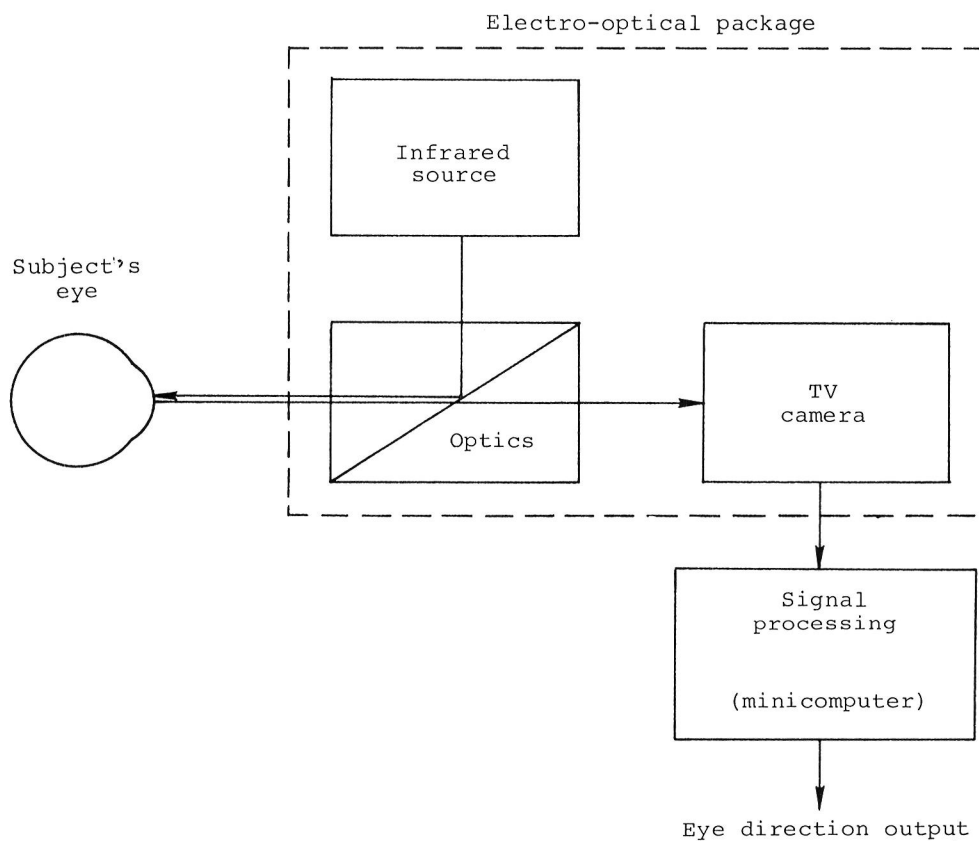 Electro-optical package
Infrared
source
Subject's
eye
Optics
TV
camera
Signal
processing
(minicomputer)
Eye direction output